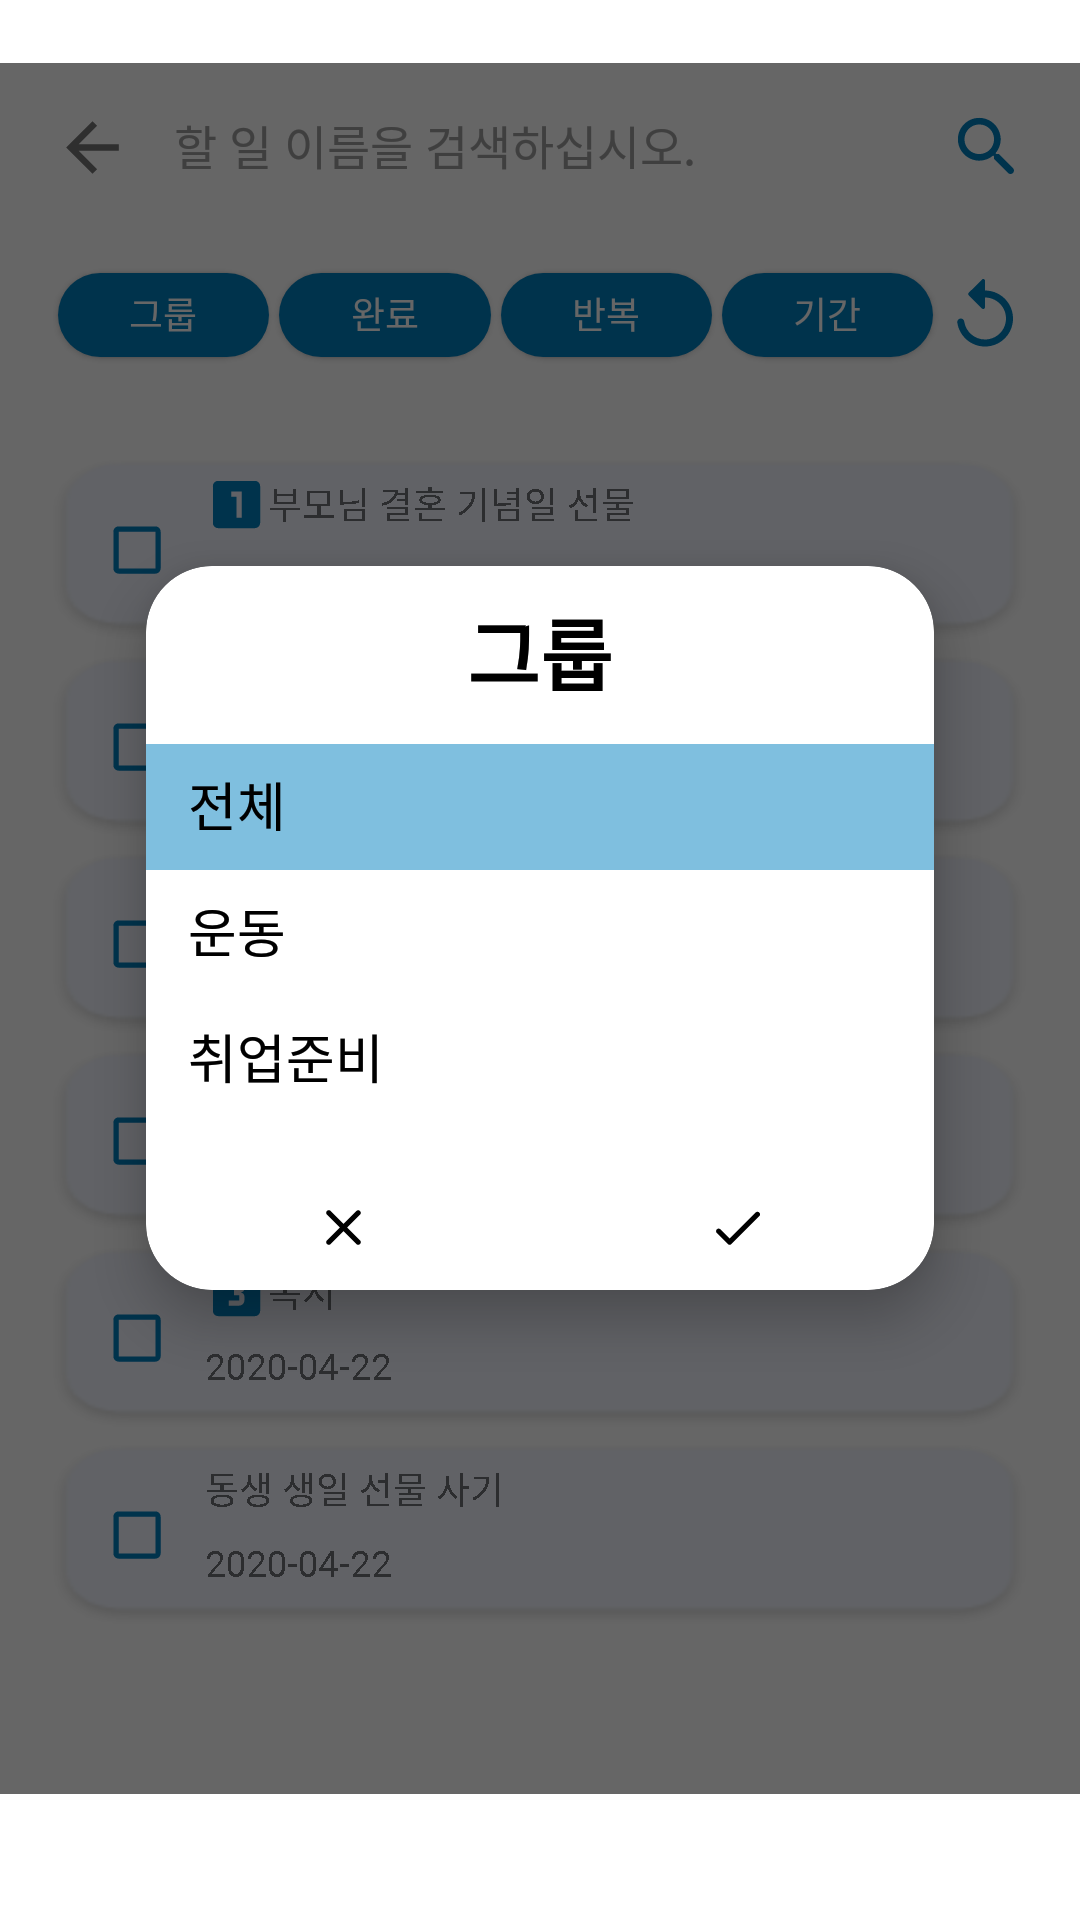 할 일 이름을 검색하십시오.
그룹 완료 반복 기간
1 부모님 결혼 기념일 선물
그룹
전체
운동
취업준비
3
2020-04-22
동생 생일 선물 사기
2020-04-22